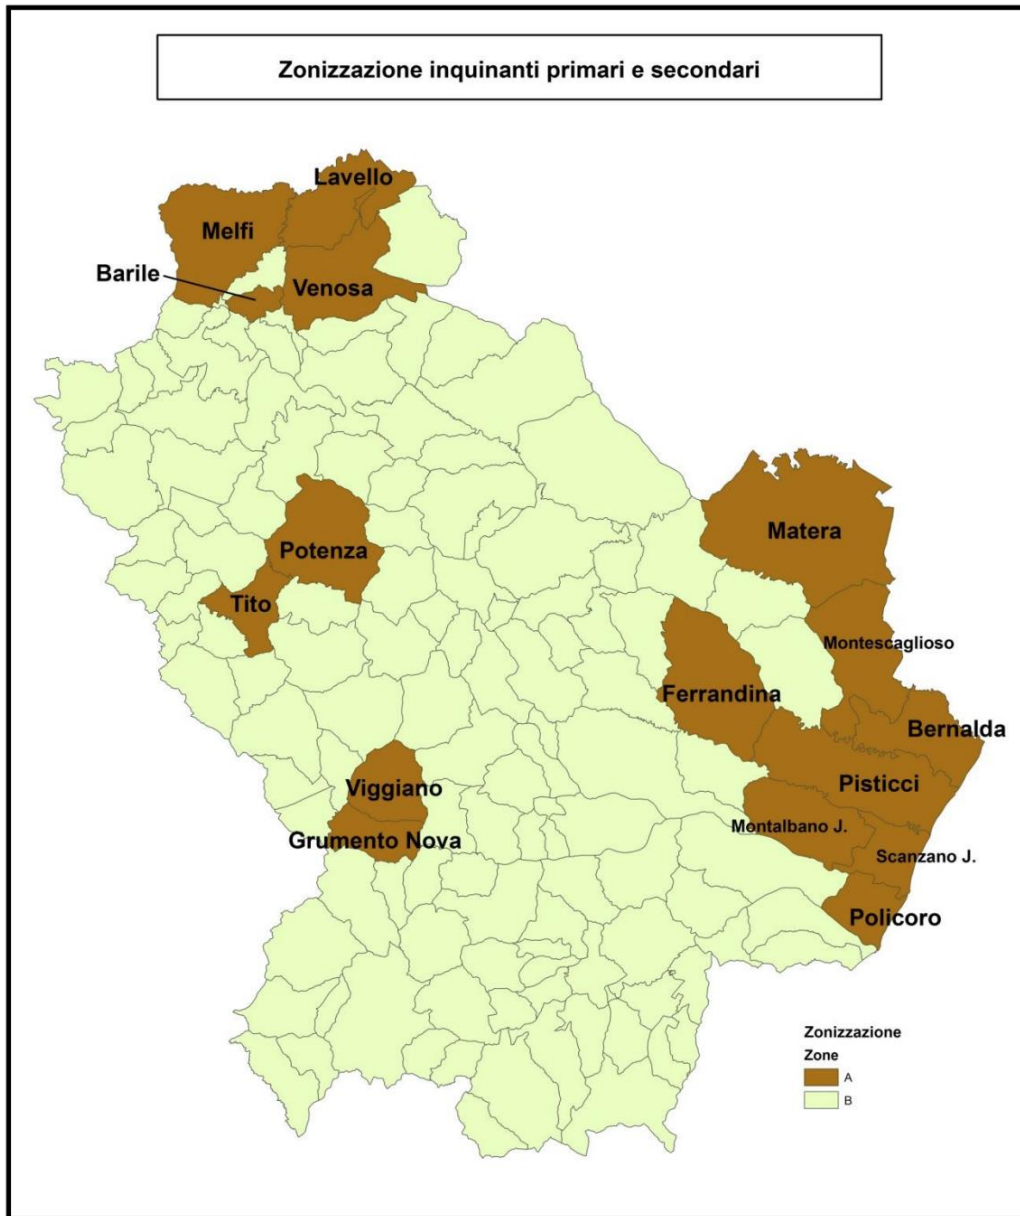 Zonizzazione inquinanti primari e secondari
Lavello
Melfi
Barile
Venosa
Matera
Potenza
Tito
Montescaglioso
Ferrandina
Bernalda
Pisticci
Viggiano
Montalbano J.
Grumento Nova
Scanzano J.
Policoro
Zonizzazione
Zone
A
B